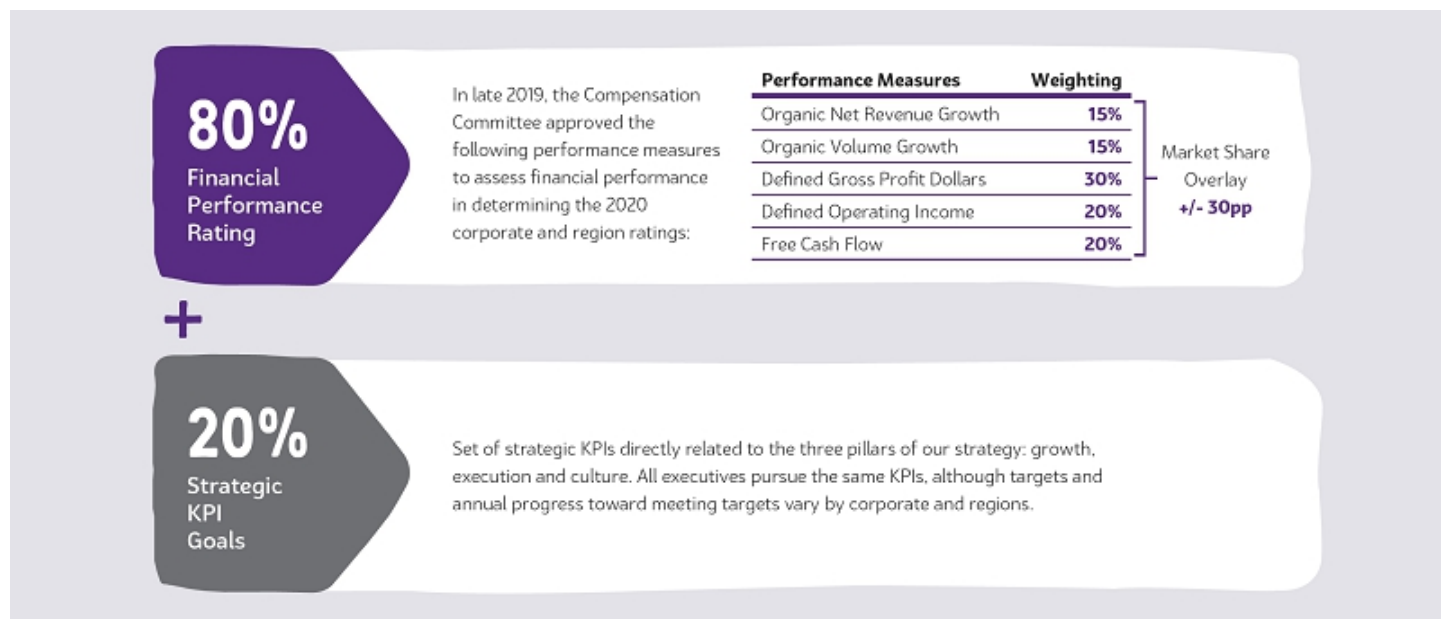 80%
Financial
Performance
Rating
In late 2019, the Compensation
Committee approved the
following performance measures
to assess financial performance
in determining the 2020
corporate and region ratings:
Performance Measures Weighting
Organic Net Revenue Growth 15%
Organic Volume Growth 15%
Defined Gross Profit Dollars 30%
Defined Operating Income 20%
Free Cash Flow 20%
Market Share
Overlay
+/- 30pp
+
20%
Strategic
KPI
Goals
Set of strategic KPIs directly related to the three pillars of our strategy: growth,
execution and culture. All executives pursue the same KPIs, although targets and
annual progress toward meeting targets vary by corporate and regions.